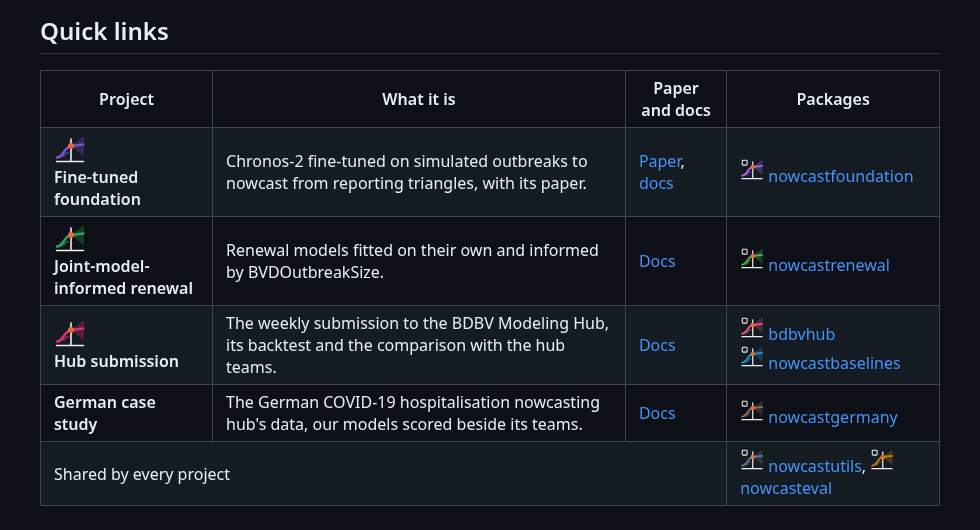 Quick links
Project
What it is
Paper
and docs
Packages
Fine-tuned
foundation
Chronos-2 fine-tuned on simulated outbreaks to
nowcast from reporting triangles, with its paper.
Paper,
docs
nowcastfoundation
Joint-model-
informed renewal
Renewal models fitted on their own and informed
by BVDOutbreakSize.
Docs
nowcastrenewal
Hub submission
The weekly submission to the BDBV Modeling Hub,
its backtest and the comparison with the hub
teams.
Docs
bdbvhub
nowcastbaselines
German case
study
The German COVID-19 hospitalisation nowcasting
hub's data, our models scored beside its teams.
Docs
nowcastgermany
Shared by every project
nowcastutils,
nowcasteval